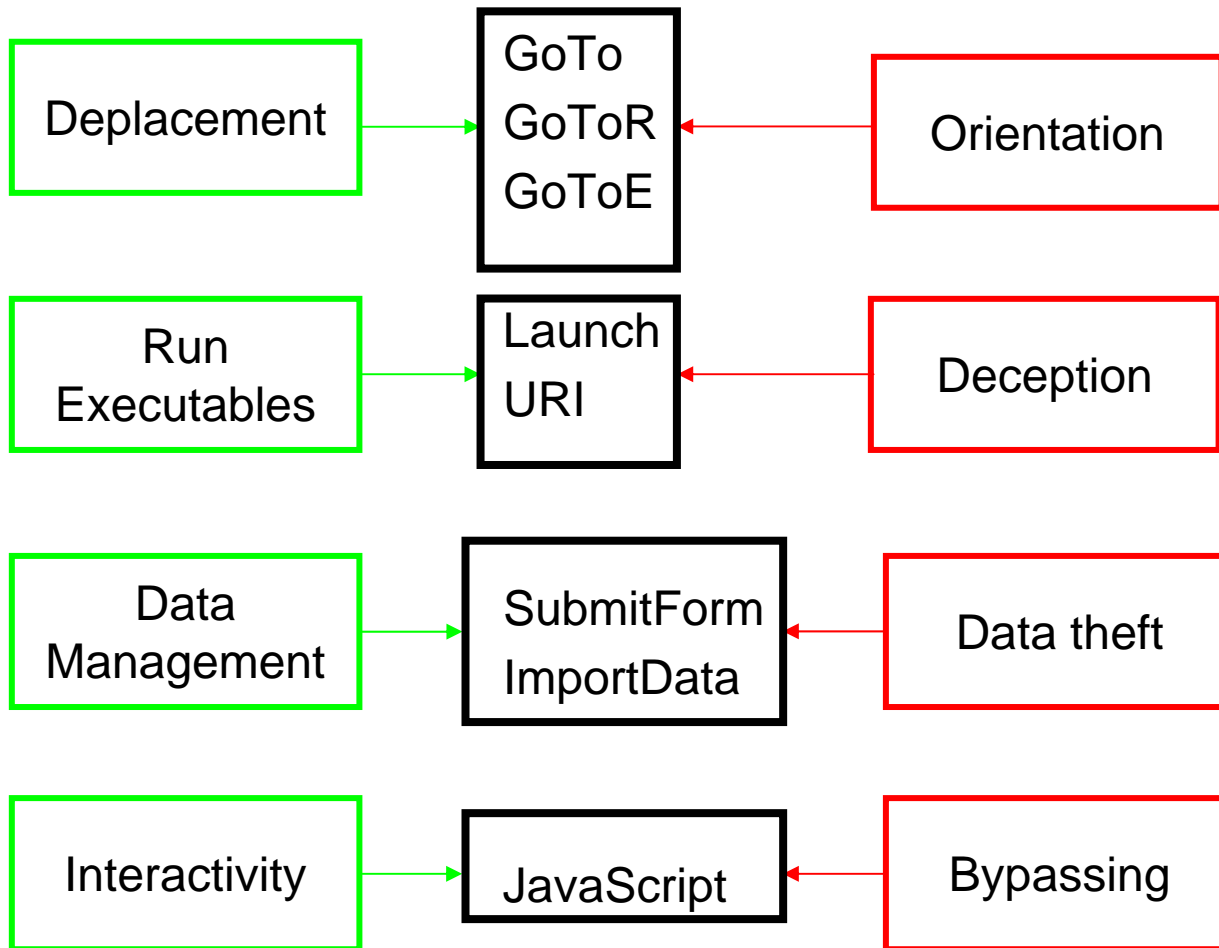 Deplacement
GoTo
GoToR
GoToE
Orientation
Run
Executables
Launch
URI
Deception
Data
Management
SubmitForm
ImportData
Data theft
Interactivity
JavaScript
Bypassing